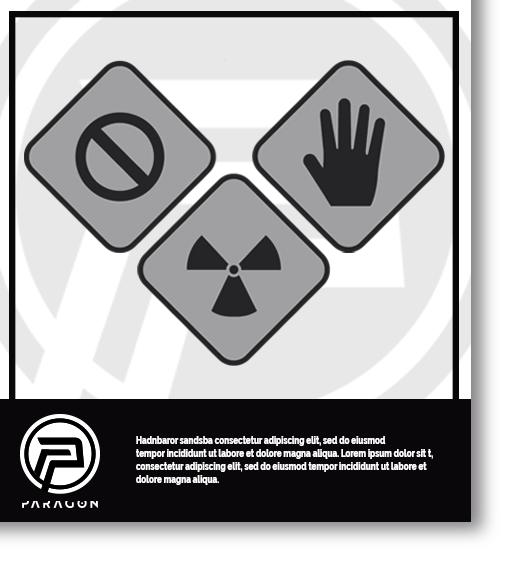 Hadnbaror sandsba consectetur adipiscing elit, sed do eiusmod
tempor incididunt ut labore et dolore magna aliqua. Lorem ipsum dolor sit t,
consectetur adipiscing elit, sed do eiusmod tempor incididunt ut labore et
dolore magna aliqua.
PARAGON